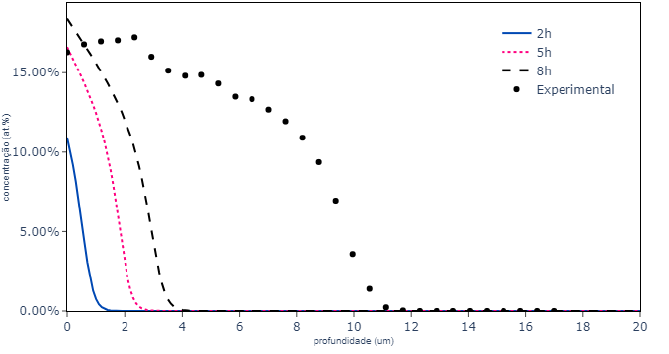 2h
5h
8h
Experimental
15.00%
10.00%
5.00%
0.00%
concentração (at.%)
0 2 4 6 8 10 12 14 16 18 20
profundidade (um)